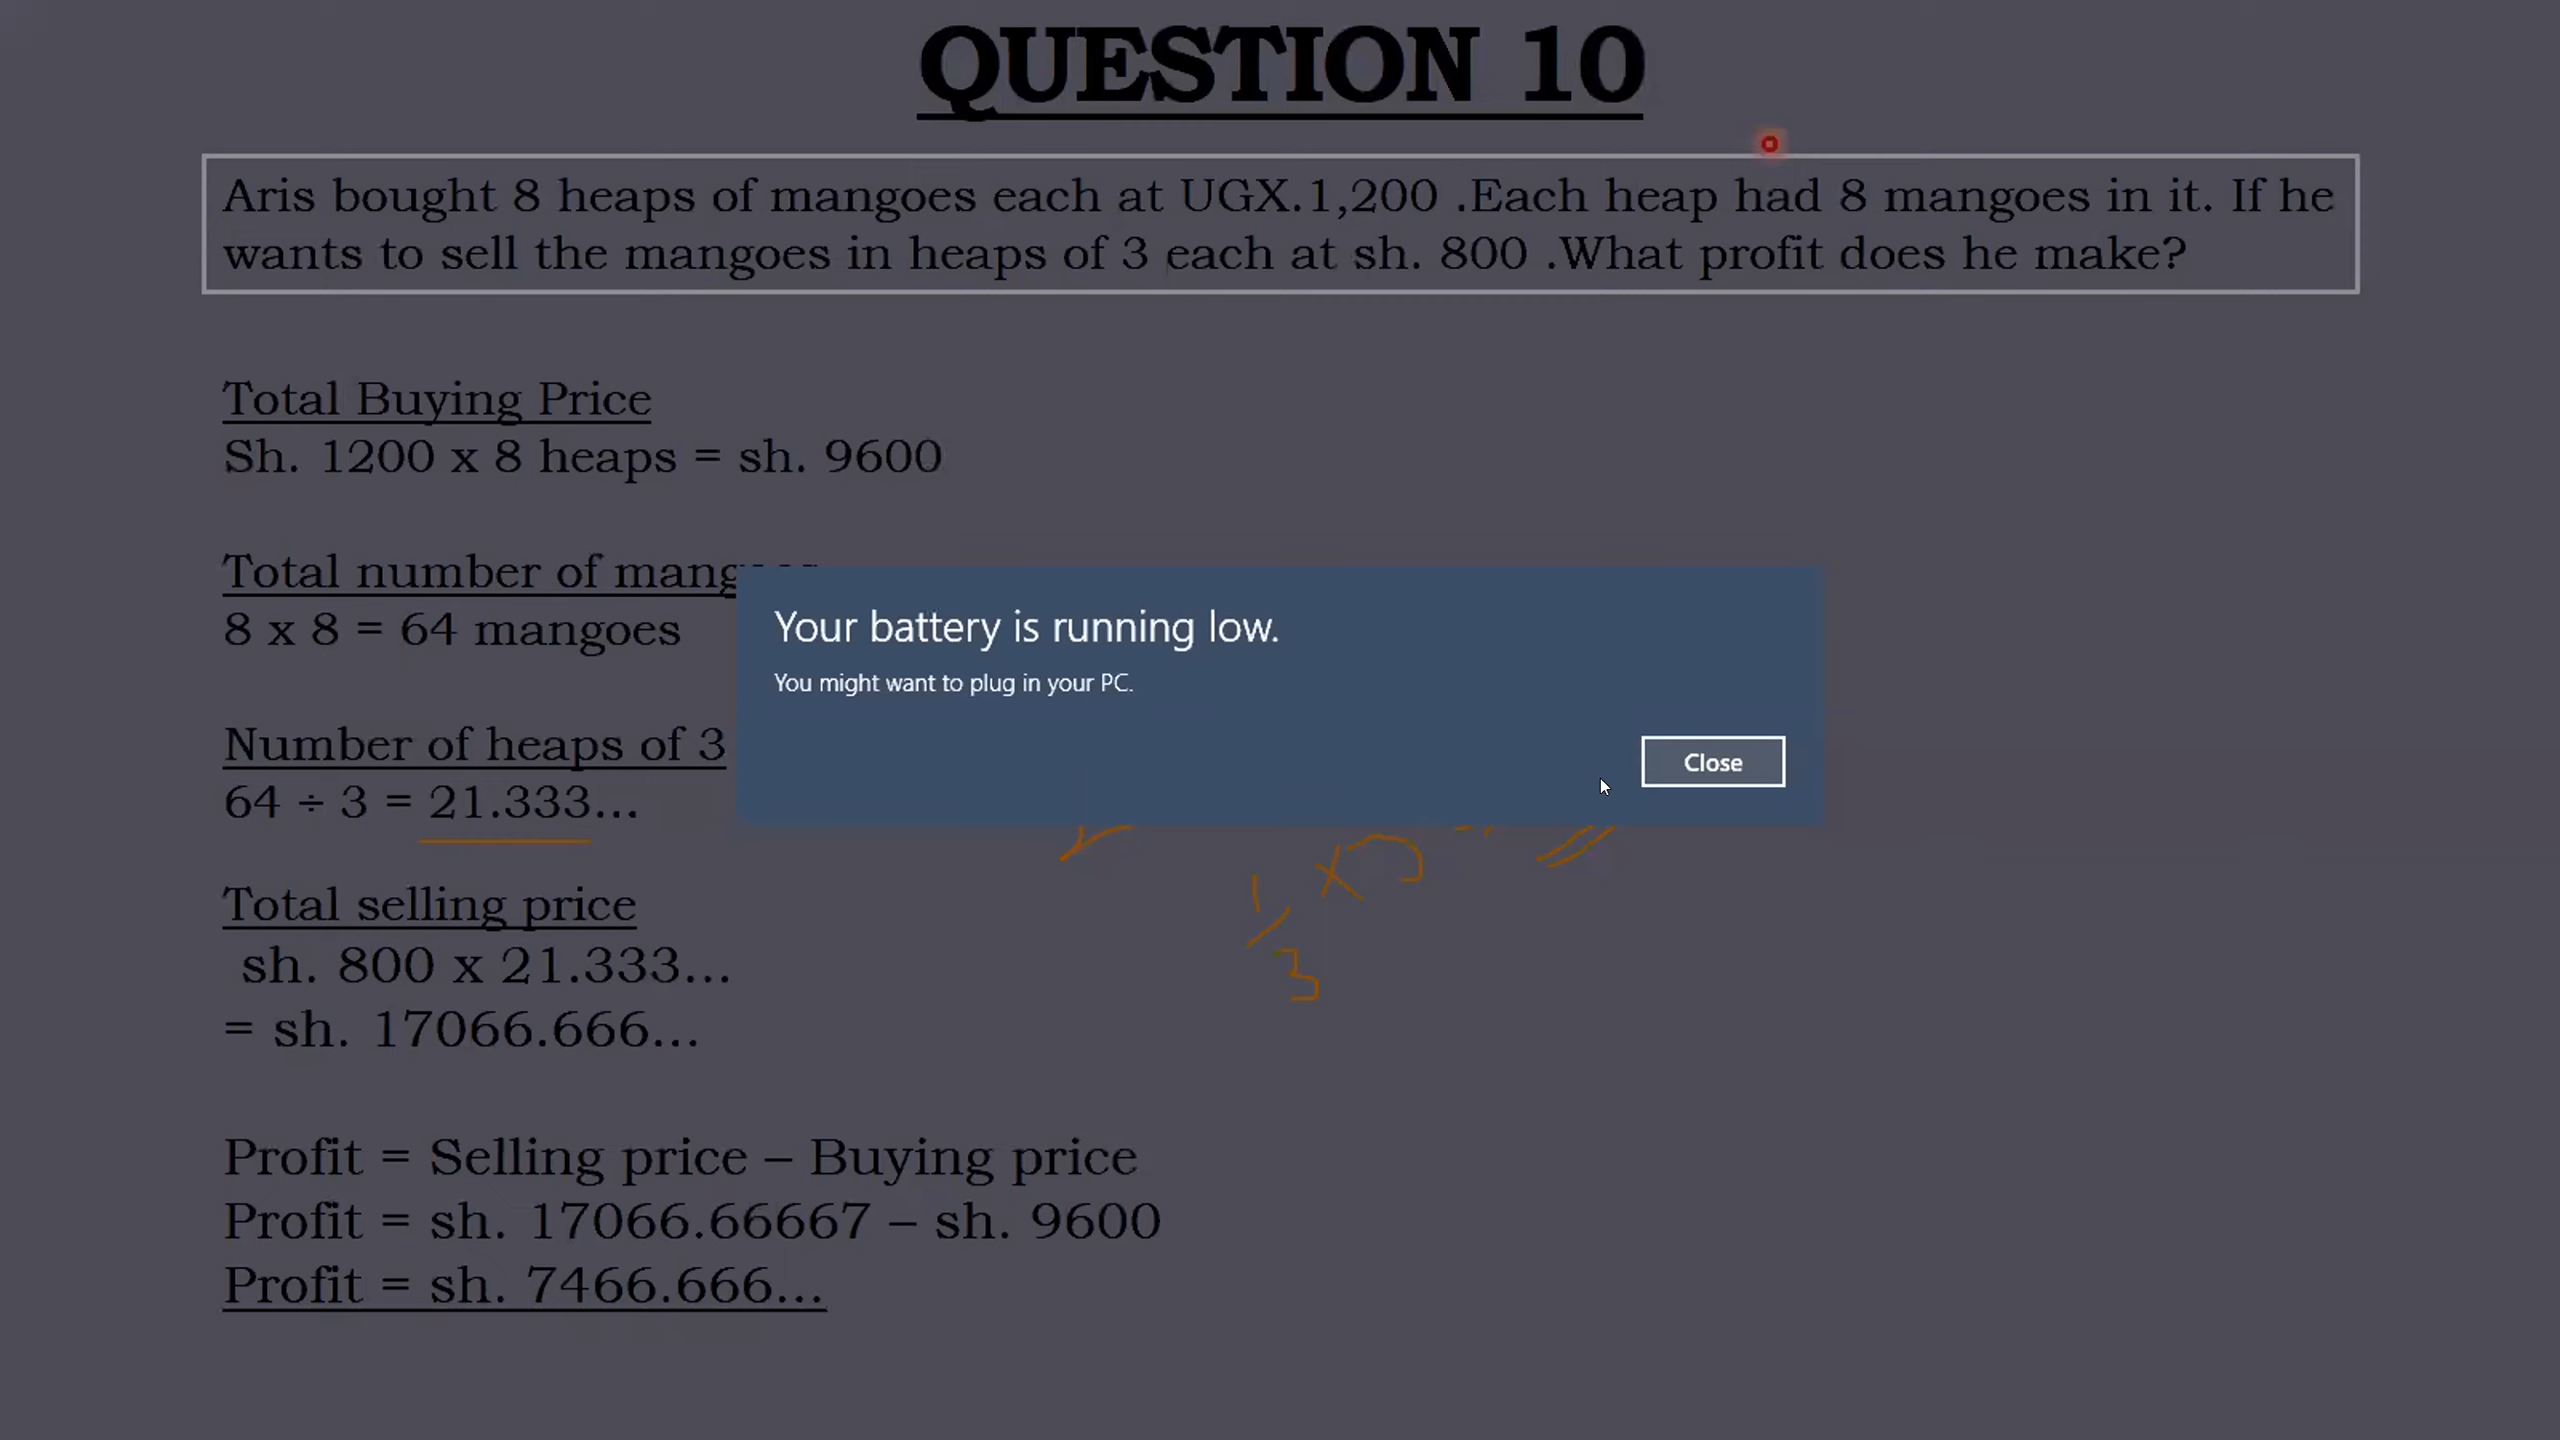 QUESTION 10
Aris bought 8 heaps of mangoes each at UGX.1,200 .Each heap had 8 mangoes in it. If he
wants to sell the mangoes in heaps of 3 each at sh. 800 .What profit does he make?
Total Buying Price
Sh. 1200 x 8 heaps = sh. 9600
Total number of
8 x 8 = 64 mangoes
Number of heaps of 3
64 ÷ 3 = 21.333...
Total selling price
sh. 800 x 21.333...
= sh. 17066.666...
Profit = Selling price – Buying price
Profit = sh. 17066.66667 – sh. 9600
Profit = sh. 7466.666...
Your battery is running low.
You might want to plug in your PC.
Close
1/3 x